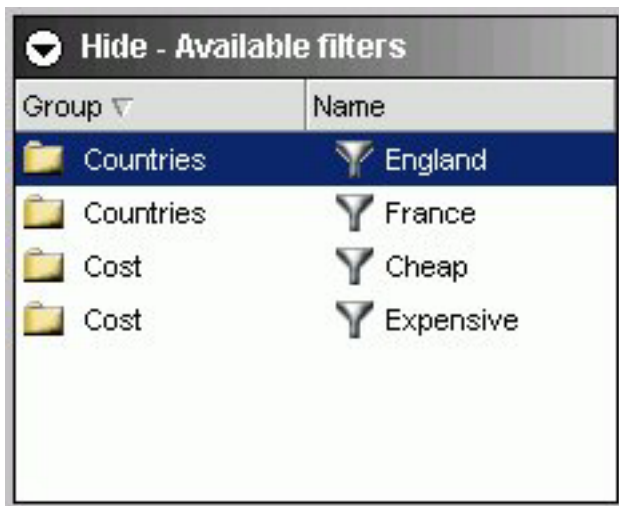 Hide - Available filters
Group Name
Countries England
Countries France
Cost Cheap
Cost Expensive